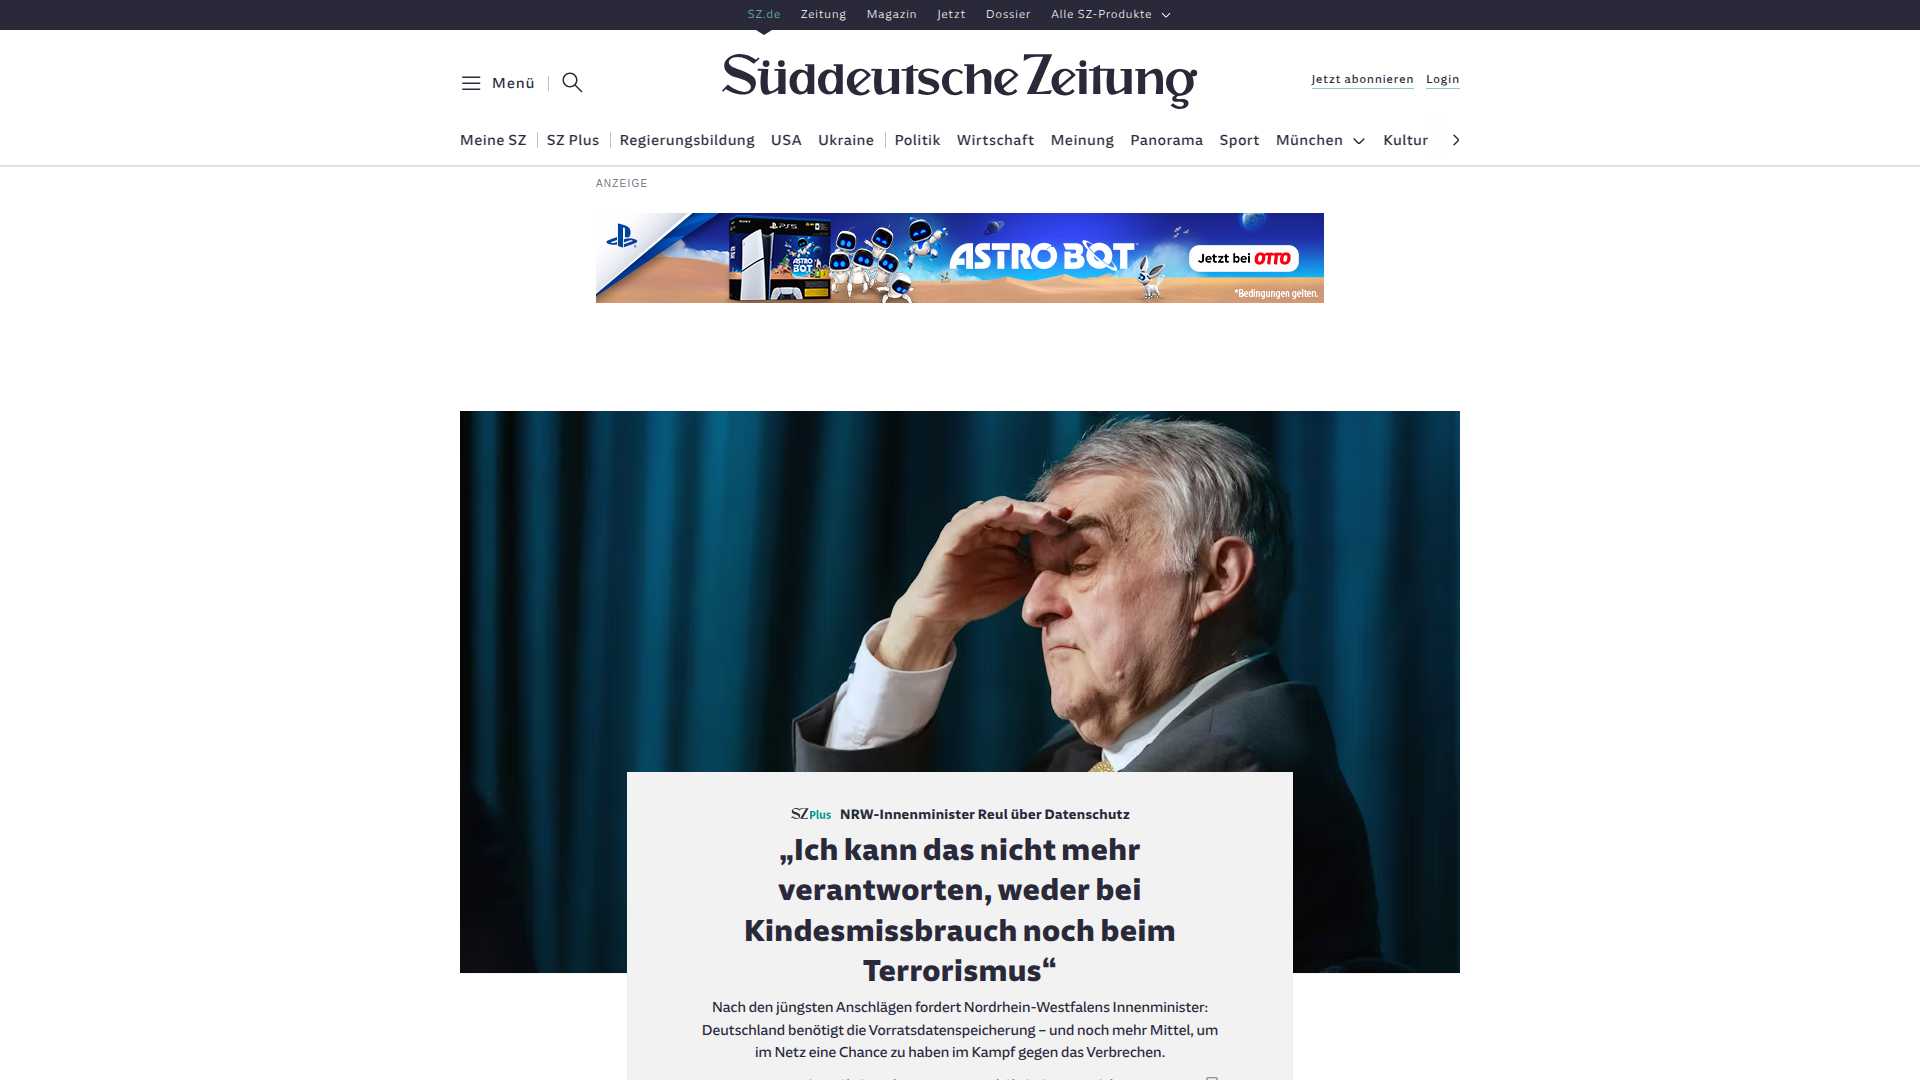 SZ.de Zeitung Magazin Jetzt Dossier Alle SZ-Produkte
Menü
Süddeutsche Zeitung
Jetzt abonnieren Login
Meine SZ SZ Plus Regierungsbildung USA Ukraine Politik Wirtschaft Meinung Panorama Sport München Kultur
ANZEIGE
PS5
ASTRO BOT
ASTRO BOT
Jetzt bei OTTO
*Bedingungen gelten.
SZ Plus NRW-Innenminister Reul über Datenschutz
„Ich kann das nicht mehr
verantworten, weder bei
Kindesmissbrauch noch beim
Terrorismus“
Nach den jüngsten Anschlägen fordert Nordrhein-Westfalens Innenminister:
Deutschland benötigt die Vorratsdatenspeicherung – und noch mehr Mittel, um
im Netz eine Chance zu haben im Kampf gegen das Verbrechen.